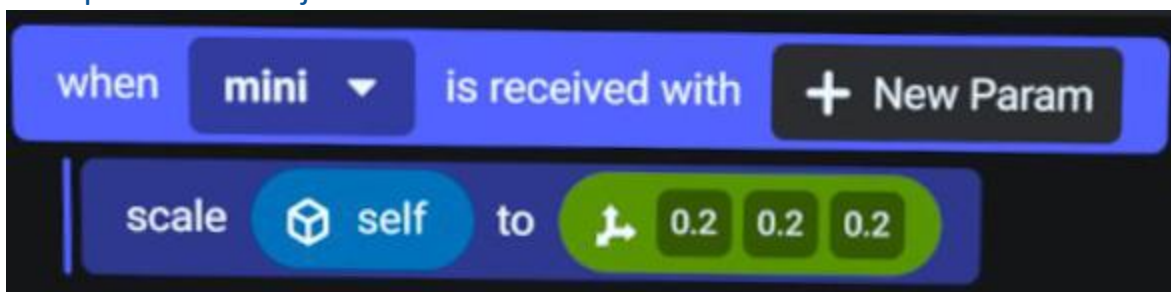 when mini is received with + New Param
scale self to 0.2 0.2 0.2